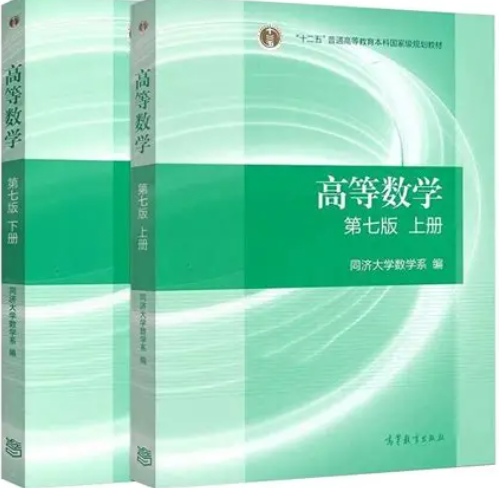 高等数学
第七版 下册
同济大学数学系 编
高等数学
第七版 上册
同济大学数学系 编
"十二五"普通高等教育本科国家级规划教材
高等数学
第七版 上册
同济大学数学系 编
高等教育出版社